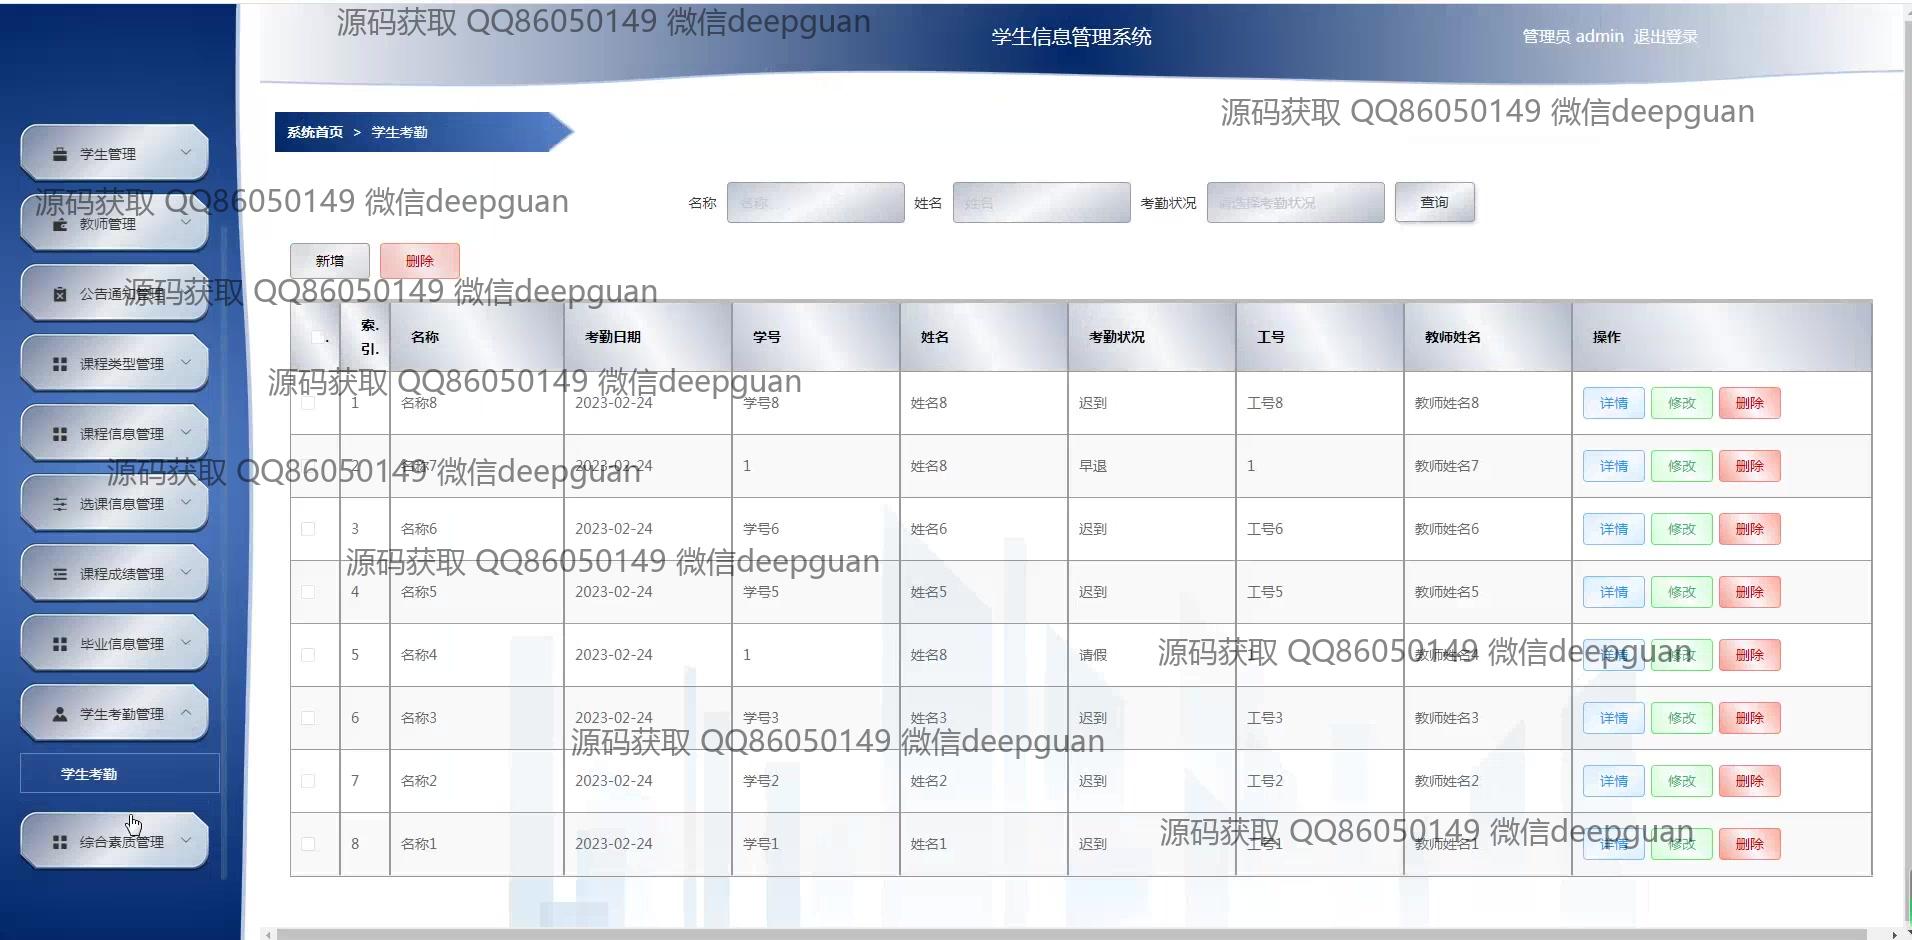 源码获取 QQ86050149 微信deepguan
学生信息管理系统
管理员 admin 退出登录
源码获取 QQ86050149 微信deepguan
系统首页 > 学生考勤
学生管理
源码获取 QQ86050149 微信deepguan
教师管理
名称 名称 姓名 姓名 考勤状况 请选择考勤状况 查询
新增 删除
公告通知管理
源码获取 QQ86050149 微信deepguan
索. 引. 名称 考勤日期 学号 姓名 考勤状况 工号 教师姓名 操作
课程类型管理
源码获取 QQ86050149 微信deepguan
1 名称8 2023-02-24 学号8 姓名8 迟到 工号8 教师姓名8 详情 修改 删除
课程信息管理
2 名称7 2023-02-24 1 姓名8 早退 1 教师姓名7 详情 修改 删除
源码获取 QQ86050149 微信deepguan
选课信息管理
3 名称6 2023-02-24 学号6 姓名6 迟到 工号6 教师姓名6 详情 修改 删除
源码获取 QQ86050149 微信deepguan
课程成绩管理
4 名称5 2023-02-24 学号5 姓名5 迟到 工号5 教师姓名5 详情 修改 删除
毕业信息管理
5 名称4 2023-02-24 1 姓名8 请假 1 教师姓名4 详情 修改 删除
源码获取 QQ86050149 微信deepguan
学生考勤管理
6 名称3 2023-02-24 学号3 姓名3 迟到 工号3 教师姓名3 详情 修改 删除
源码获取 QQ86050149 微信deepguan
学生考勤
7 名称2 2023-02-24 学号2 姓名2 迟到 工号2 教师姓名2 详情 修改 删除
综合素质管理
8 名称1 2023-02-24 学号1 姓名1 迟到 工号1 教师姓名1 详情 修改 删除
源码获取 QQ86050149 微信deepguan